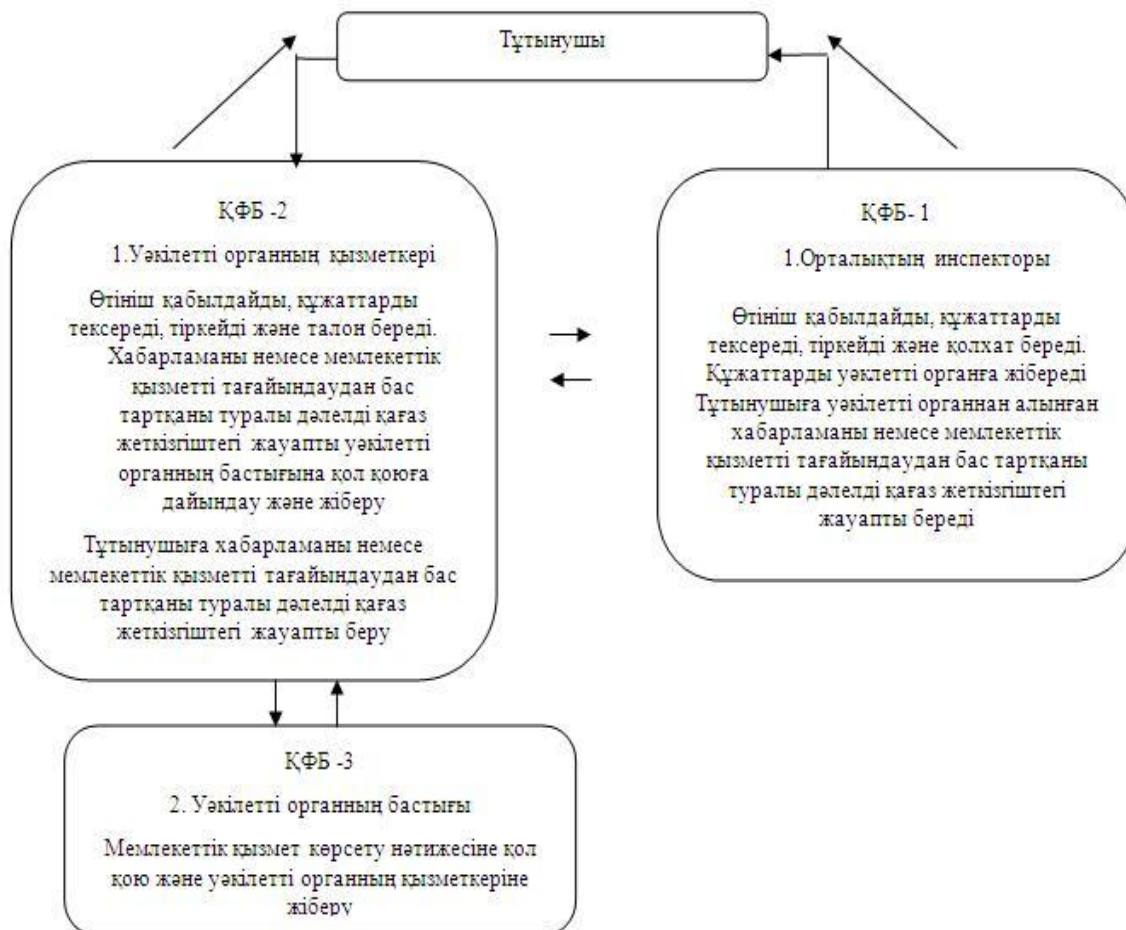 Тұтынушы
ҚФБ -2
1.Уәкілетті органның қызметкері
Өтініш қабылдайды, құжаттарды
тексереді, тіркейді және талон береді.
Хабарламаны немесе мемлекеттік
қызметті тағайындаудан бас
тартқаны туралы дәлелді қағаз
жеткізгіштегі жауапты уәкілетті
органның бастығына қол қоюға
дайындау және жіберу
Тұтынушыға хабарламаны немесе
мемлекеттік қызметті тағайындаудан бас
тартқаны туралы дәлелді қағаз
жеткізгіштегі жауапты беру
ҚФБ- 1
1.Орталықтың инспекторы
Өтініш қабылдайды, құжаттарды
тексереді, тіркейді және қолхат береді.
Құжаттарды уәклетті органға жібереді
Тұтынушыға уәкілетті органнан алынған
хабарламаны немесе мемлекеттік
қызметті тағайындаудан бас тартқаны
туралы дәлелді қағаз жеткізгіштегі
жауапты береді
ҚФБ -3
2. Уәкілетті органның бастығы
Мемлекеттік қызмет көрсету нәтижесіне қол
қою және уәкілетті органның қызметкеріне
жіберу